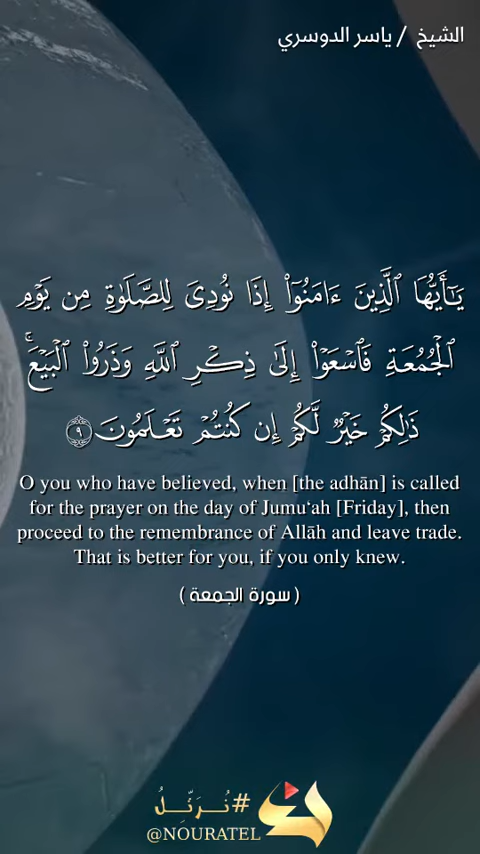 الشيخ / ياسر الدوسري
يَـٰٓأَيُّهَا ٱلَّذِينَ ءَامَنُوٓا۟ إِذَا نُودِىَ لِلصَّلَوٰةِ مِن يَوْمِ
ٱلْجُمُعَةِ فَٱسْعَوْا۟ إِلَىٰ ذِكْرِ ٱللَّهِ وَذَرُوا۟ ٱلْبَيْعَ ۚ
ذَٰلِكُمْ خَيْرٌ لَّكُمْ إِن كُنتُمْ تَعْلَمُونَ ٩
O you who have believed, when [the adhān] is called
for the prayer on the day of Jumu‘ah [Friday], then
proceed to the remembrance of Allāh and leave trade.
That is better for you, if you only knew.
( سورة الجمعة )
#نُـرَتِّـلُ
@NOURATEL